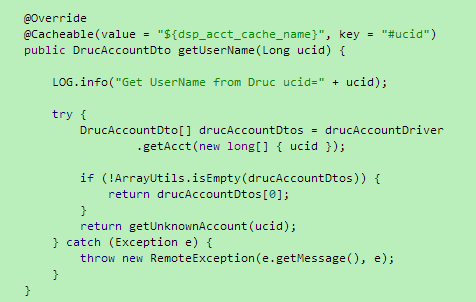 @Override
@Cacheable(value = "${dsp_acct_cache_name}", key = "#ucid")
public DrucAccountDto getUserName(Long ucid) {
LOG.info("Get UserName from Druc ucid=" + ucid);
try {
DrucAccountDto[] drucAccountDtos = drucAccountDriver
.getAcct(new long[] { ucid });
if (!ArrayUtils.isEmpty(drucAccountDtos)) {
return drucAccountDtos[0];
}
return getUnknownAccount(ucid);
} catch (Exception e) {
throw new RemoteException(e.getMessage(), e);
}
}